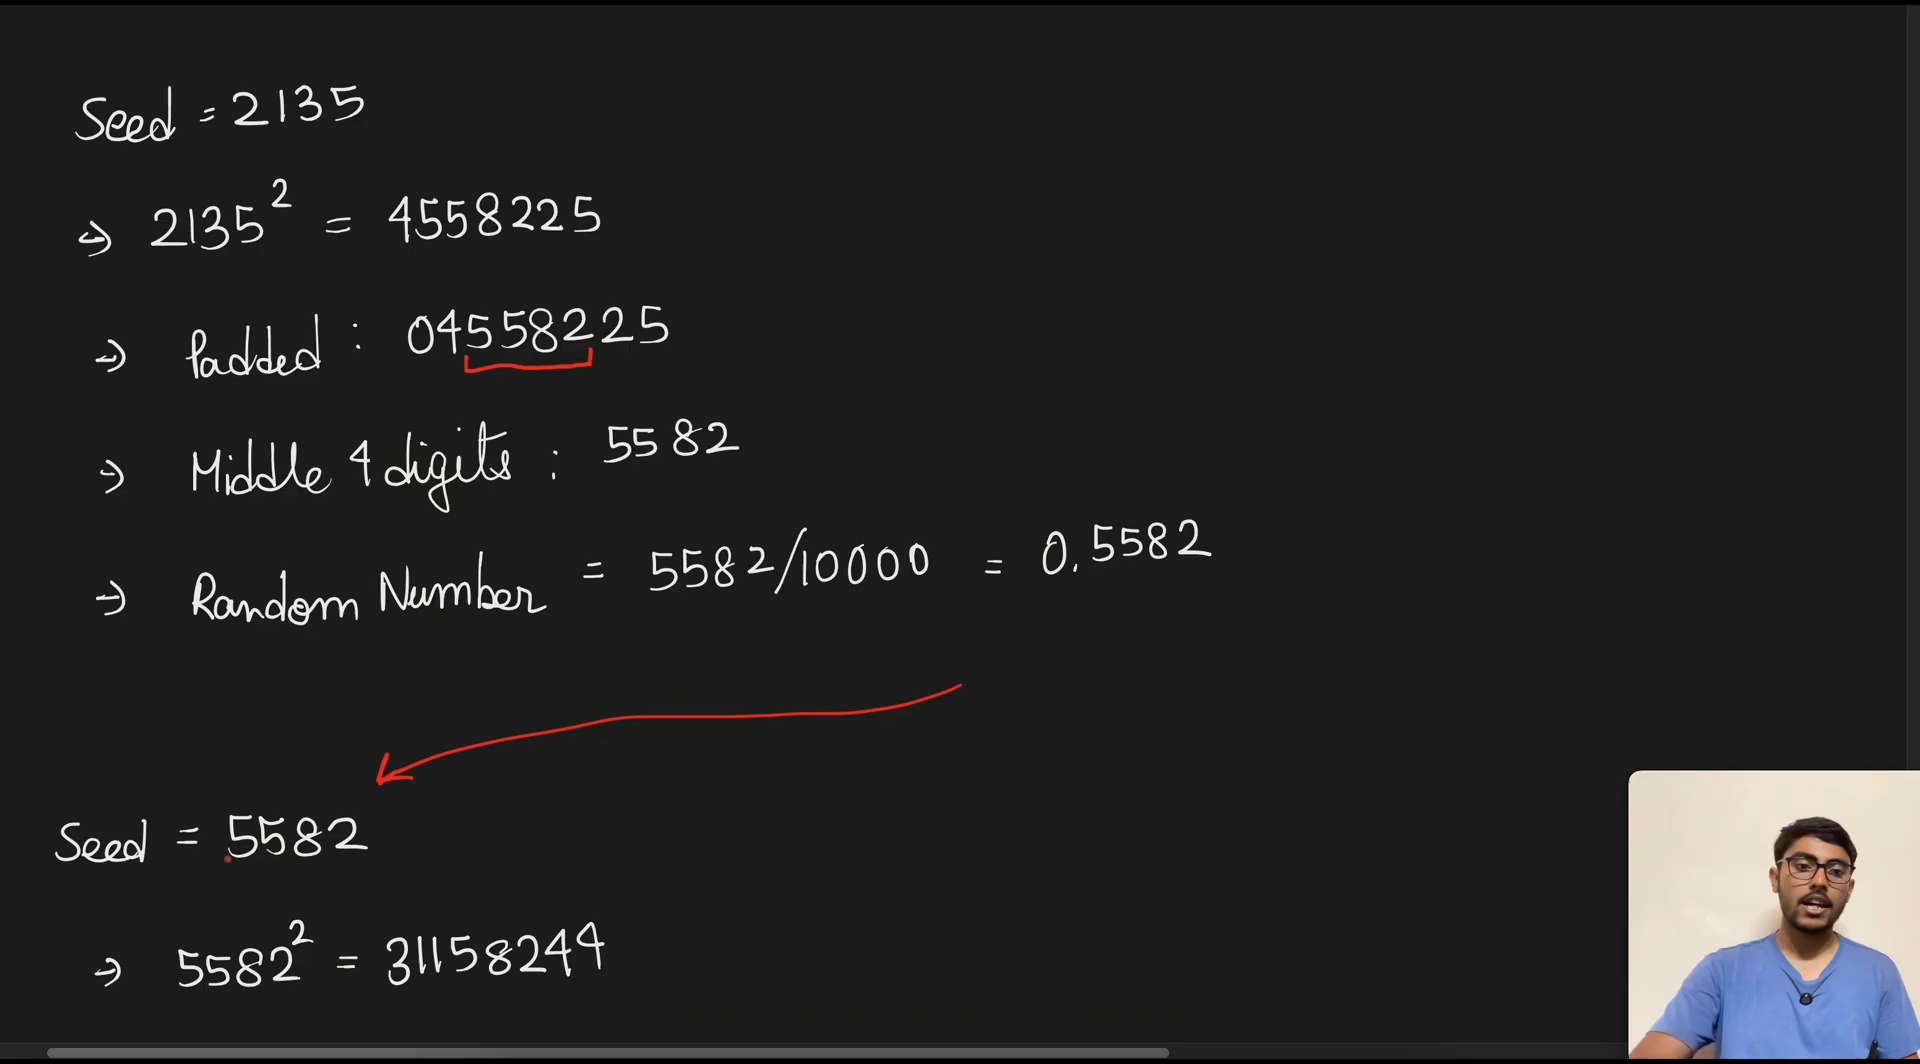 Seed = 2135
→ 2135² = 4558225
→ Padded : 04558225
→ Middle 4 digits : 5582
→ Random Number = 5582/10000 = 0.5582
Seed = 5582
→ 5582² = 31158244